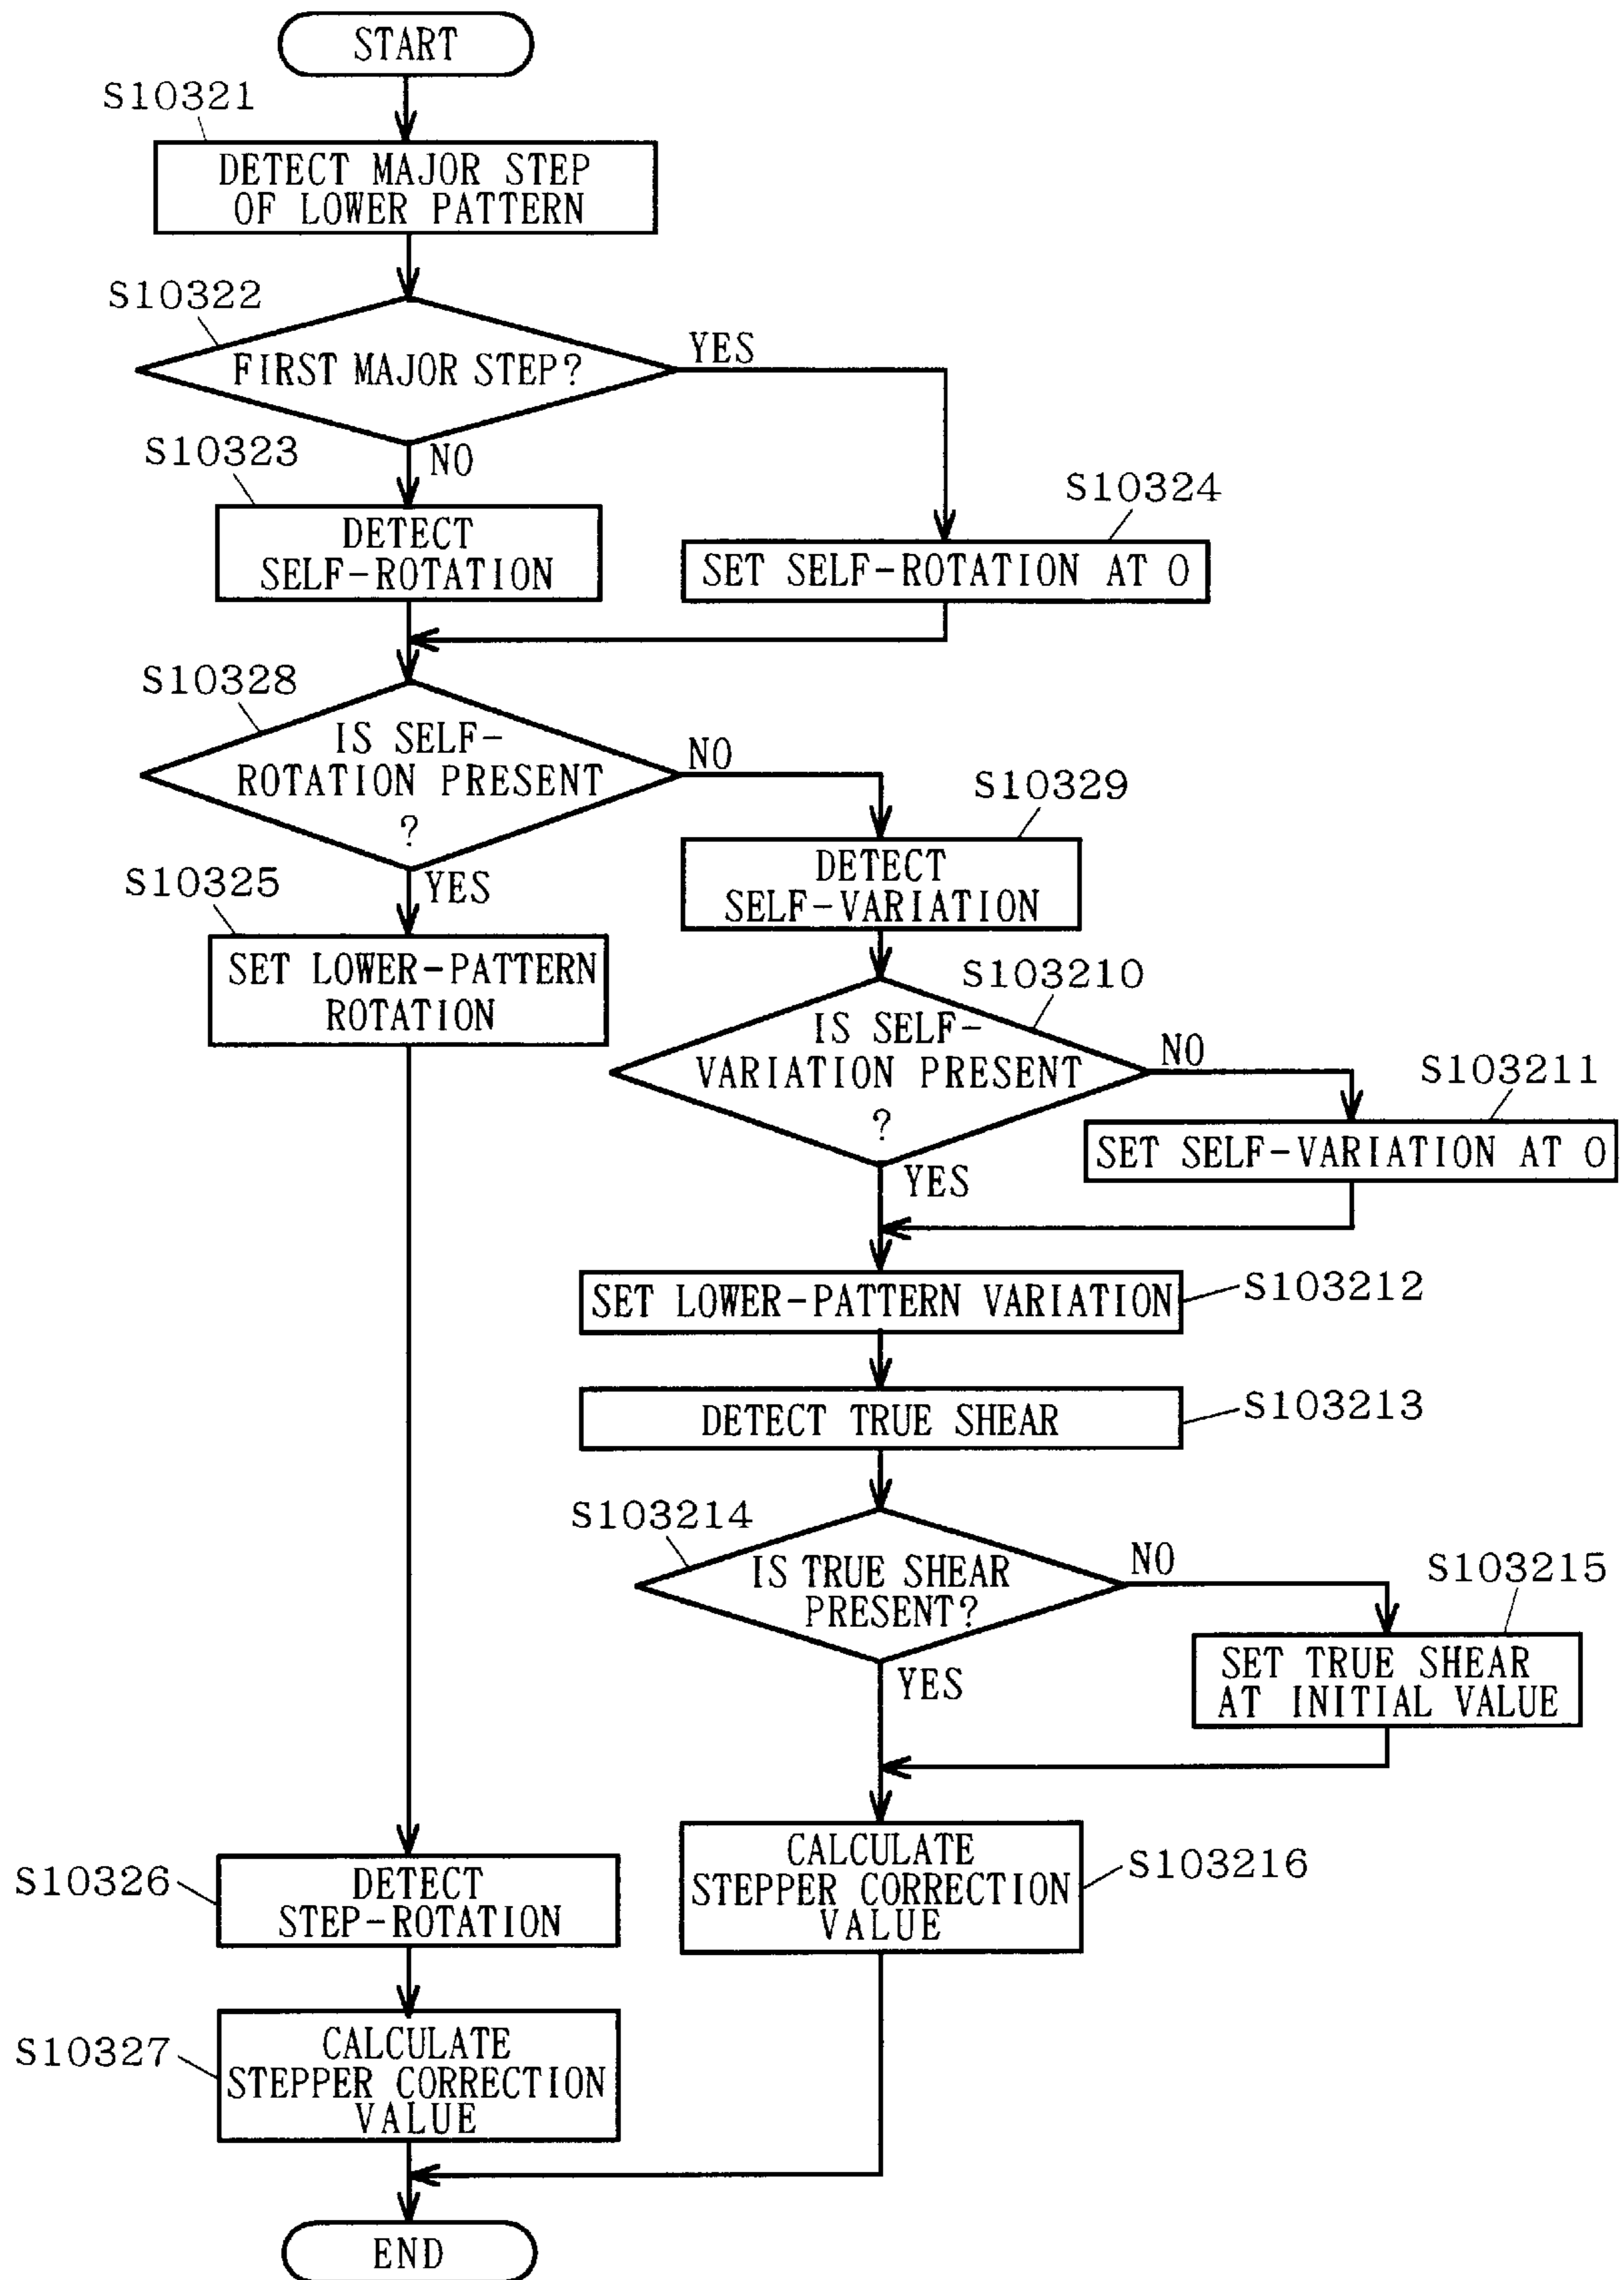 START
S10321
DETECT MAJOR STEP
OF LOWER PATTERN
S10322
FIRST MAJOR STEP?
YES
NO
S10323
DETECT
SELF-ROTATION
S10324
SET SELF-ROTATION AT 0
S10328
IS SELF-
ROTATION PRESENT
?
NO
YES
S10329
DETECT
SELF-VARIATION
S10325
SET LOWER-PATTERN
ROTATION
S103210
IS SELF-
VARIATION PRESENT
?
NO
YES
S103211
SET SELF-VARIATION AT 0
SET LOWER-PATTERN VARIATION
S103212
DETECT TRUE SHEAR
S103213
S103214
IS TRUE SHEAR
PRESENT?
NO
YES
S103215
SET TRUE SHEAR
AT INITIAL VALUE
CALCULATE
STEPPER CORRECTION
VALUE
S103216
S10326
DETECT
STEP-ROTATION
S10327
CALCULATE
STEPPER CORRECTION
VALUE
END